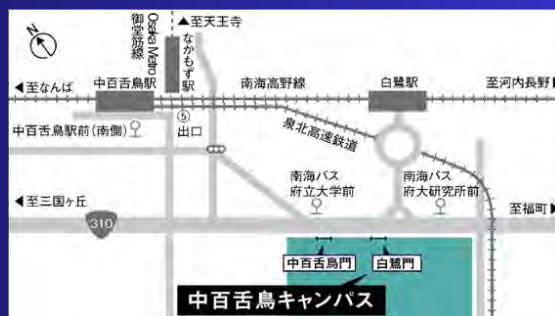 ▲至天王寺
Osaka Metro
御堂筋線
なかもず駅
◀至なんば
中百舌鳥駅
南海高野線
白鷺駅
至河内長野▶
中百舌鳥駅前(南側)
⑤
出口
泉北高速鉄道
南海バス
府立大学前
南海バス
府大研究所前
◀至三国ヶ丘
310
至福町▶
中百舌鳥門
白鷺門
中百舌鳥キャンパス